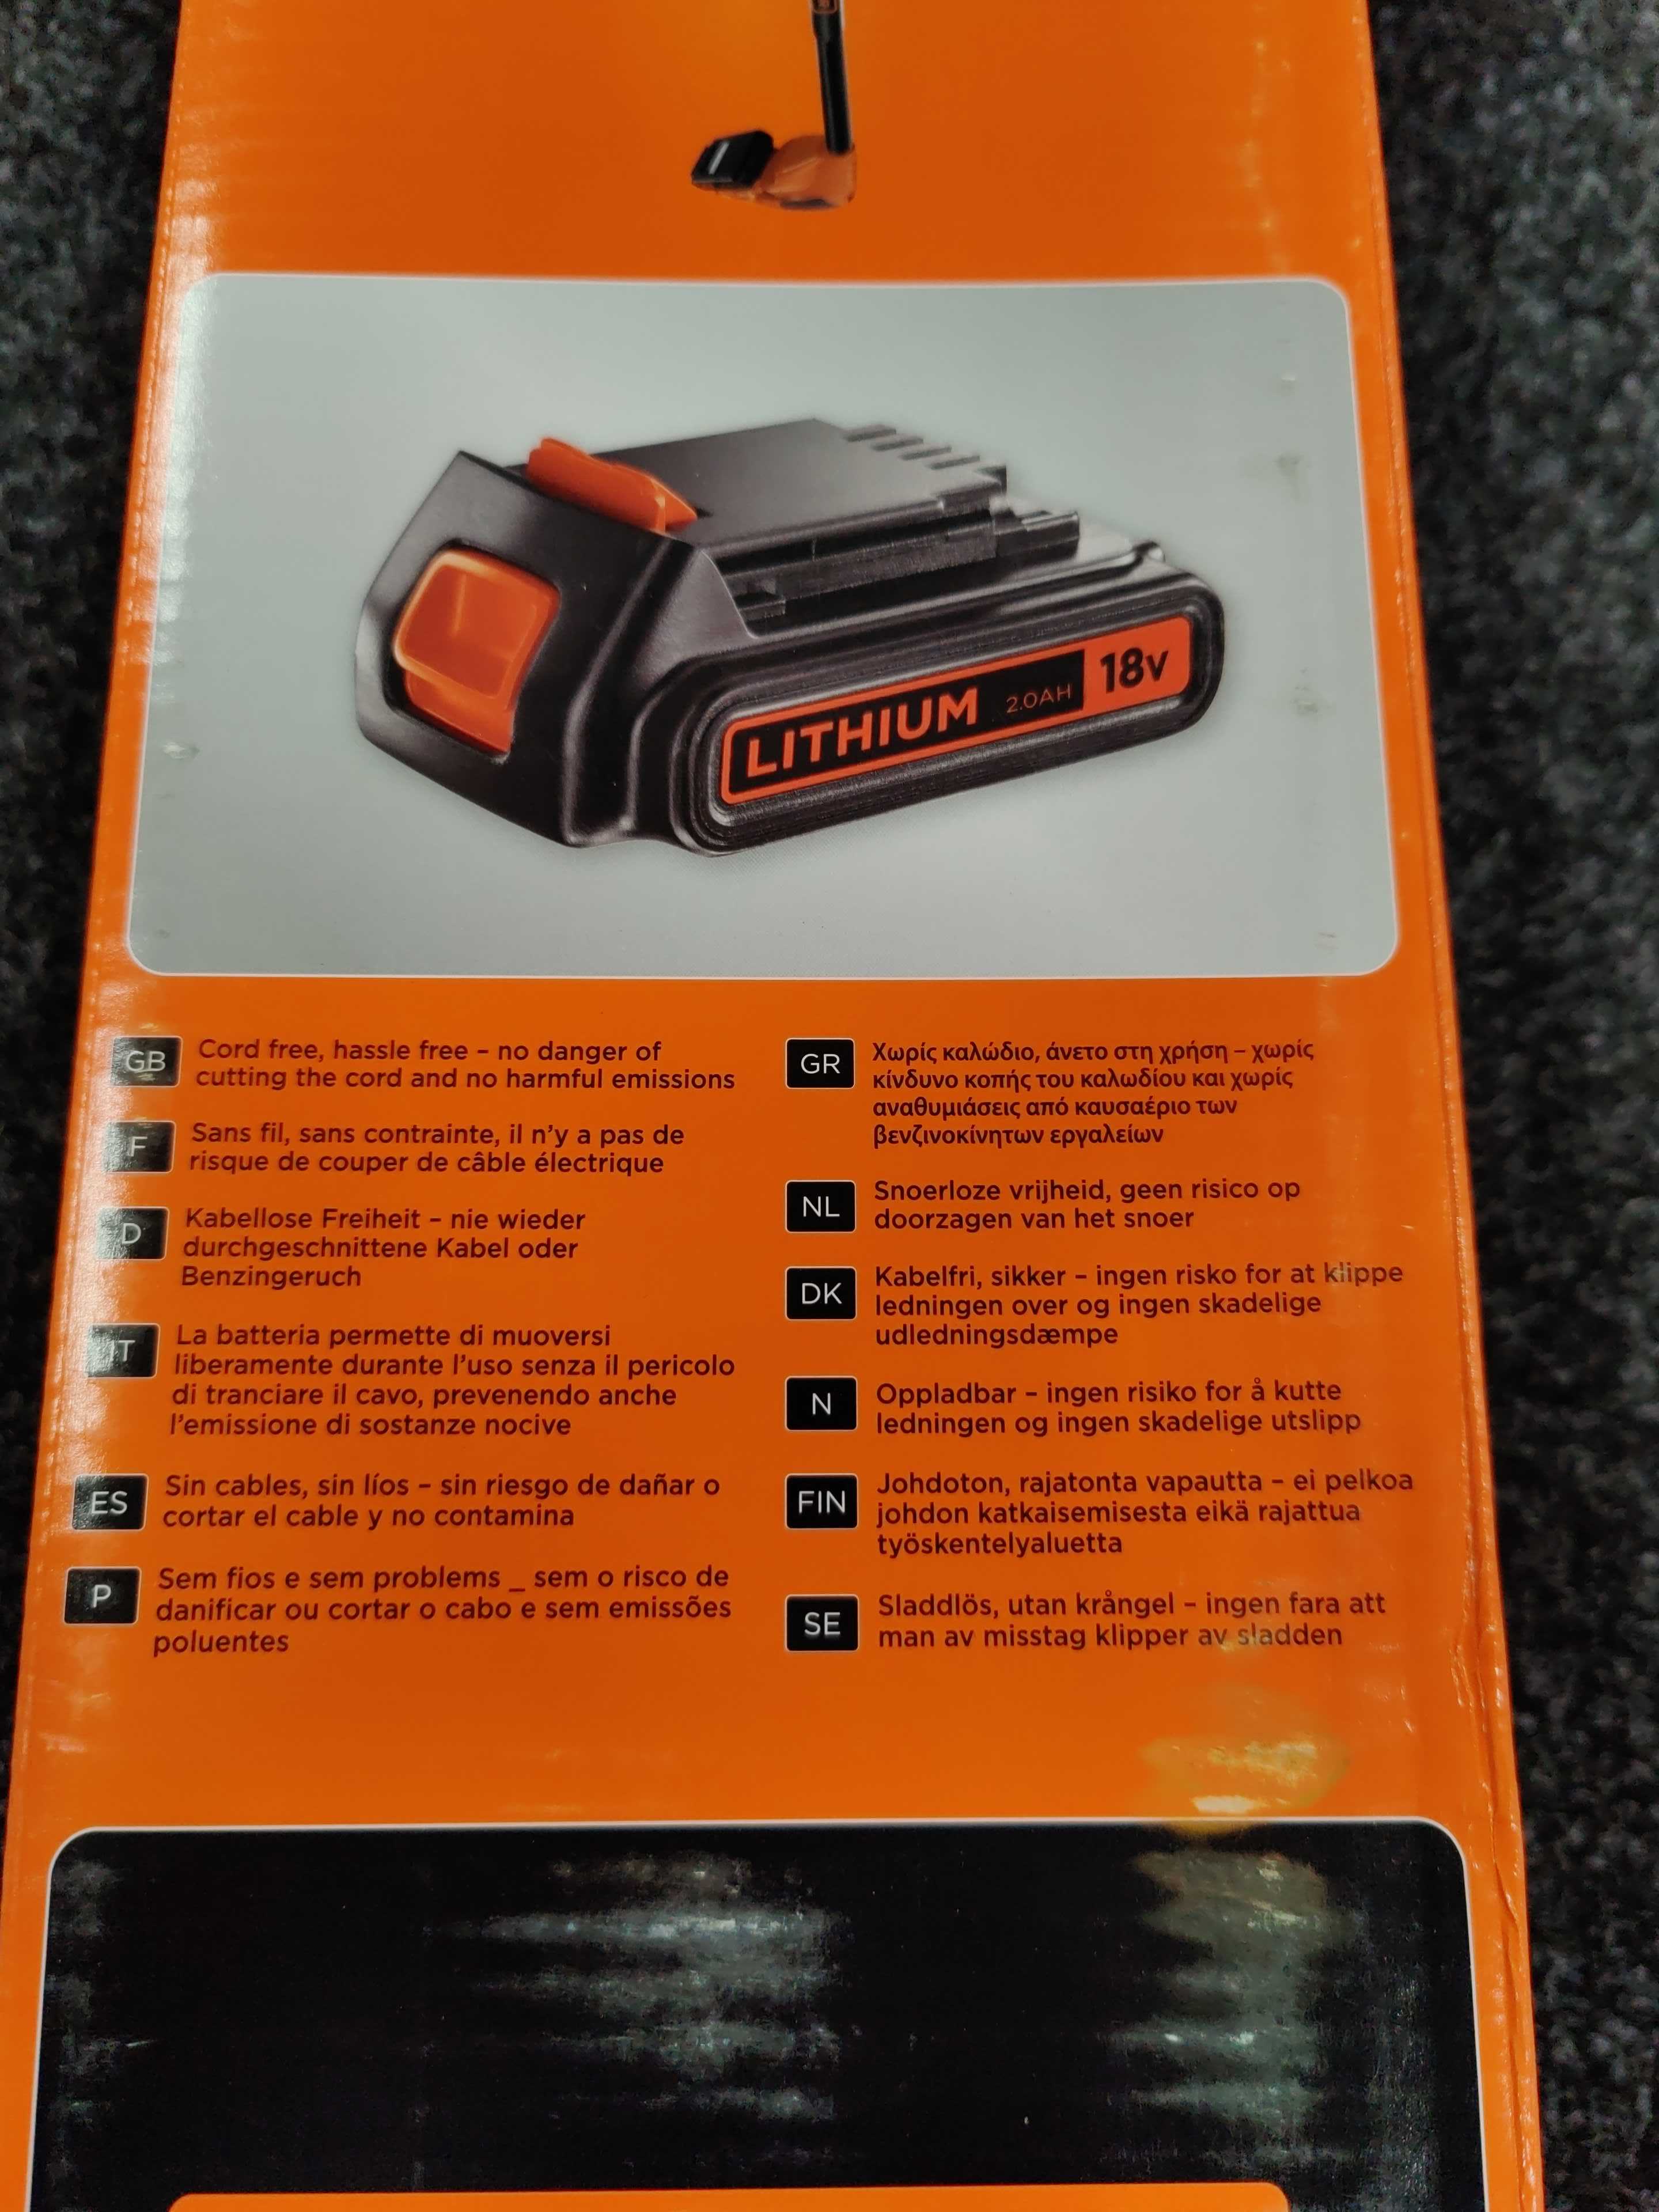 LITHIUM 2.0AH 18V
GB
Cord free, hassle free – no danger of
cutting the cord and no harmful emissions
F
Sans fil, sans contrainte, il n'y a pas de
risque de couper de câble électrique
D
Kabellose Freiheit – nie wieder
durchgeschnittene Kabel oder
Benzingeruch
IT
La batteria permette di muoversi
liberamente durante l'uso senza il pericolo
di tranciare il cavo, prevenendo anche
l'emissione di sostanze nocive
ES
Sin cables, sin líos – sin riesgo de dañar o
cortar el cable y no contamina
P
Sem fios e sem problems _ sem o risco de
danificar ou cortar o cabo e sem emissões
poluentes
GR
Χωρίς καλώδιο, άνετο στη χρήση – χωρίς
κίνδυνο κοπής του καλωδίου και χωρίς
αναθυμιάσεις από καυσαέριο των
βενζινοκίνητων εργαλείων
NL
Snoerloze vrijheid, geen risico op
doorzagen van het snoer
DK
Kabelfri, sikker – ingen risko for at klippe
ledningen over og ingen skadelige
udledningsdæmpe
N
Oppladbar – ingen risiko for å kutte
ledningen og ingen skadelige utslipp
FIN
Johdoton, rajatonta vapautta – ei pelkoa
johdon katkaisemisesta eikä rajattua
työskentelyaluetta
SE
Sladdlös, utan krångel – ingen fara att
man av misstag klipper av sladden